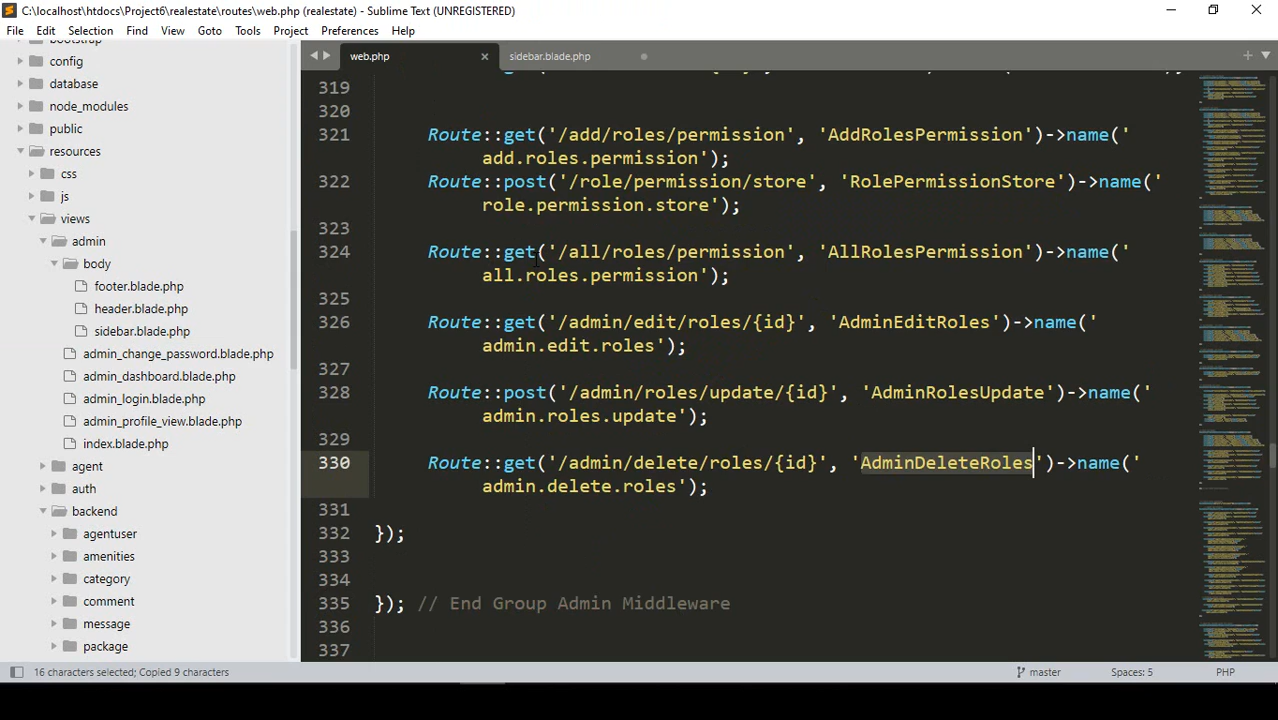 C:\localhost\htdocs\Project6\realestate\routes\web.php (realestate) - Sublime Text (UNREGISTERED)
File Edit Selection Find View Goto Tools Project Preferences Help
config
database
node_modules
public
resources
css
js
views
admin
body
footer.blade.php
header.blade.php
sidebar.blade.php
admin_change_password.blade.php
admin_dashboard.blade.php
admin_login.blade.php
admin_profile_view.blade.php
index.blade.php
agent
auth
backend
agentuser
amenities
category
comment
message
package
web.php
sidebar.blade.php
319
320
321 Route::get('/add/roles/permission', 'AddRolesPermission')->name('
add.roles.permission');
322 Route::post('/role/permission/store', 'RolePermissionStore')->name('
role.permission.store');
323
324 Route::get('/all/roles/permission', 'AllRolesPermission')->name('
all.roles.permission');
325
326 Route::get('/admin/edit/roles/{id}', 'AdminEditRoles')->name('
admin.edit.roles');
327
328 Route::post('/admin/roles/update/{id}', 'AdminRolesUpdate')->name('
admin.roles.update');
329
330 Route::get('/admin/delete/roles/{id}', 'AdminDeleteRoles')->name('
admin.delete.roles');
331
332 });
333
334
335 }); // End Group Admin Middleware
336
337
16 characters selected; Copied 9 characters
master
Spaces: 5
PHP